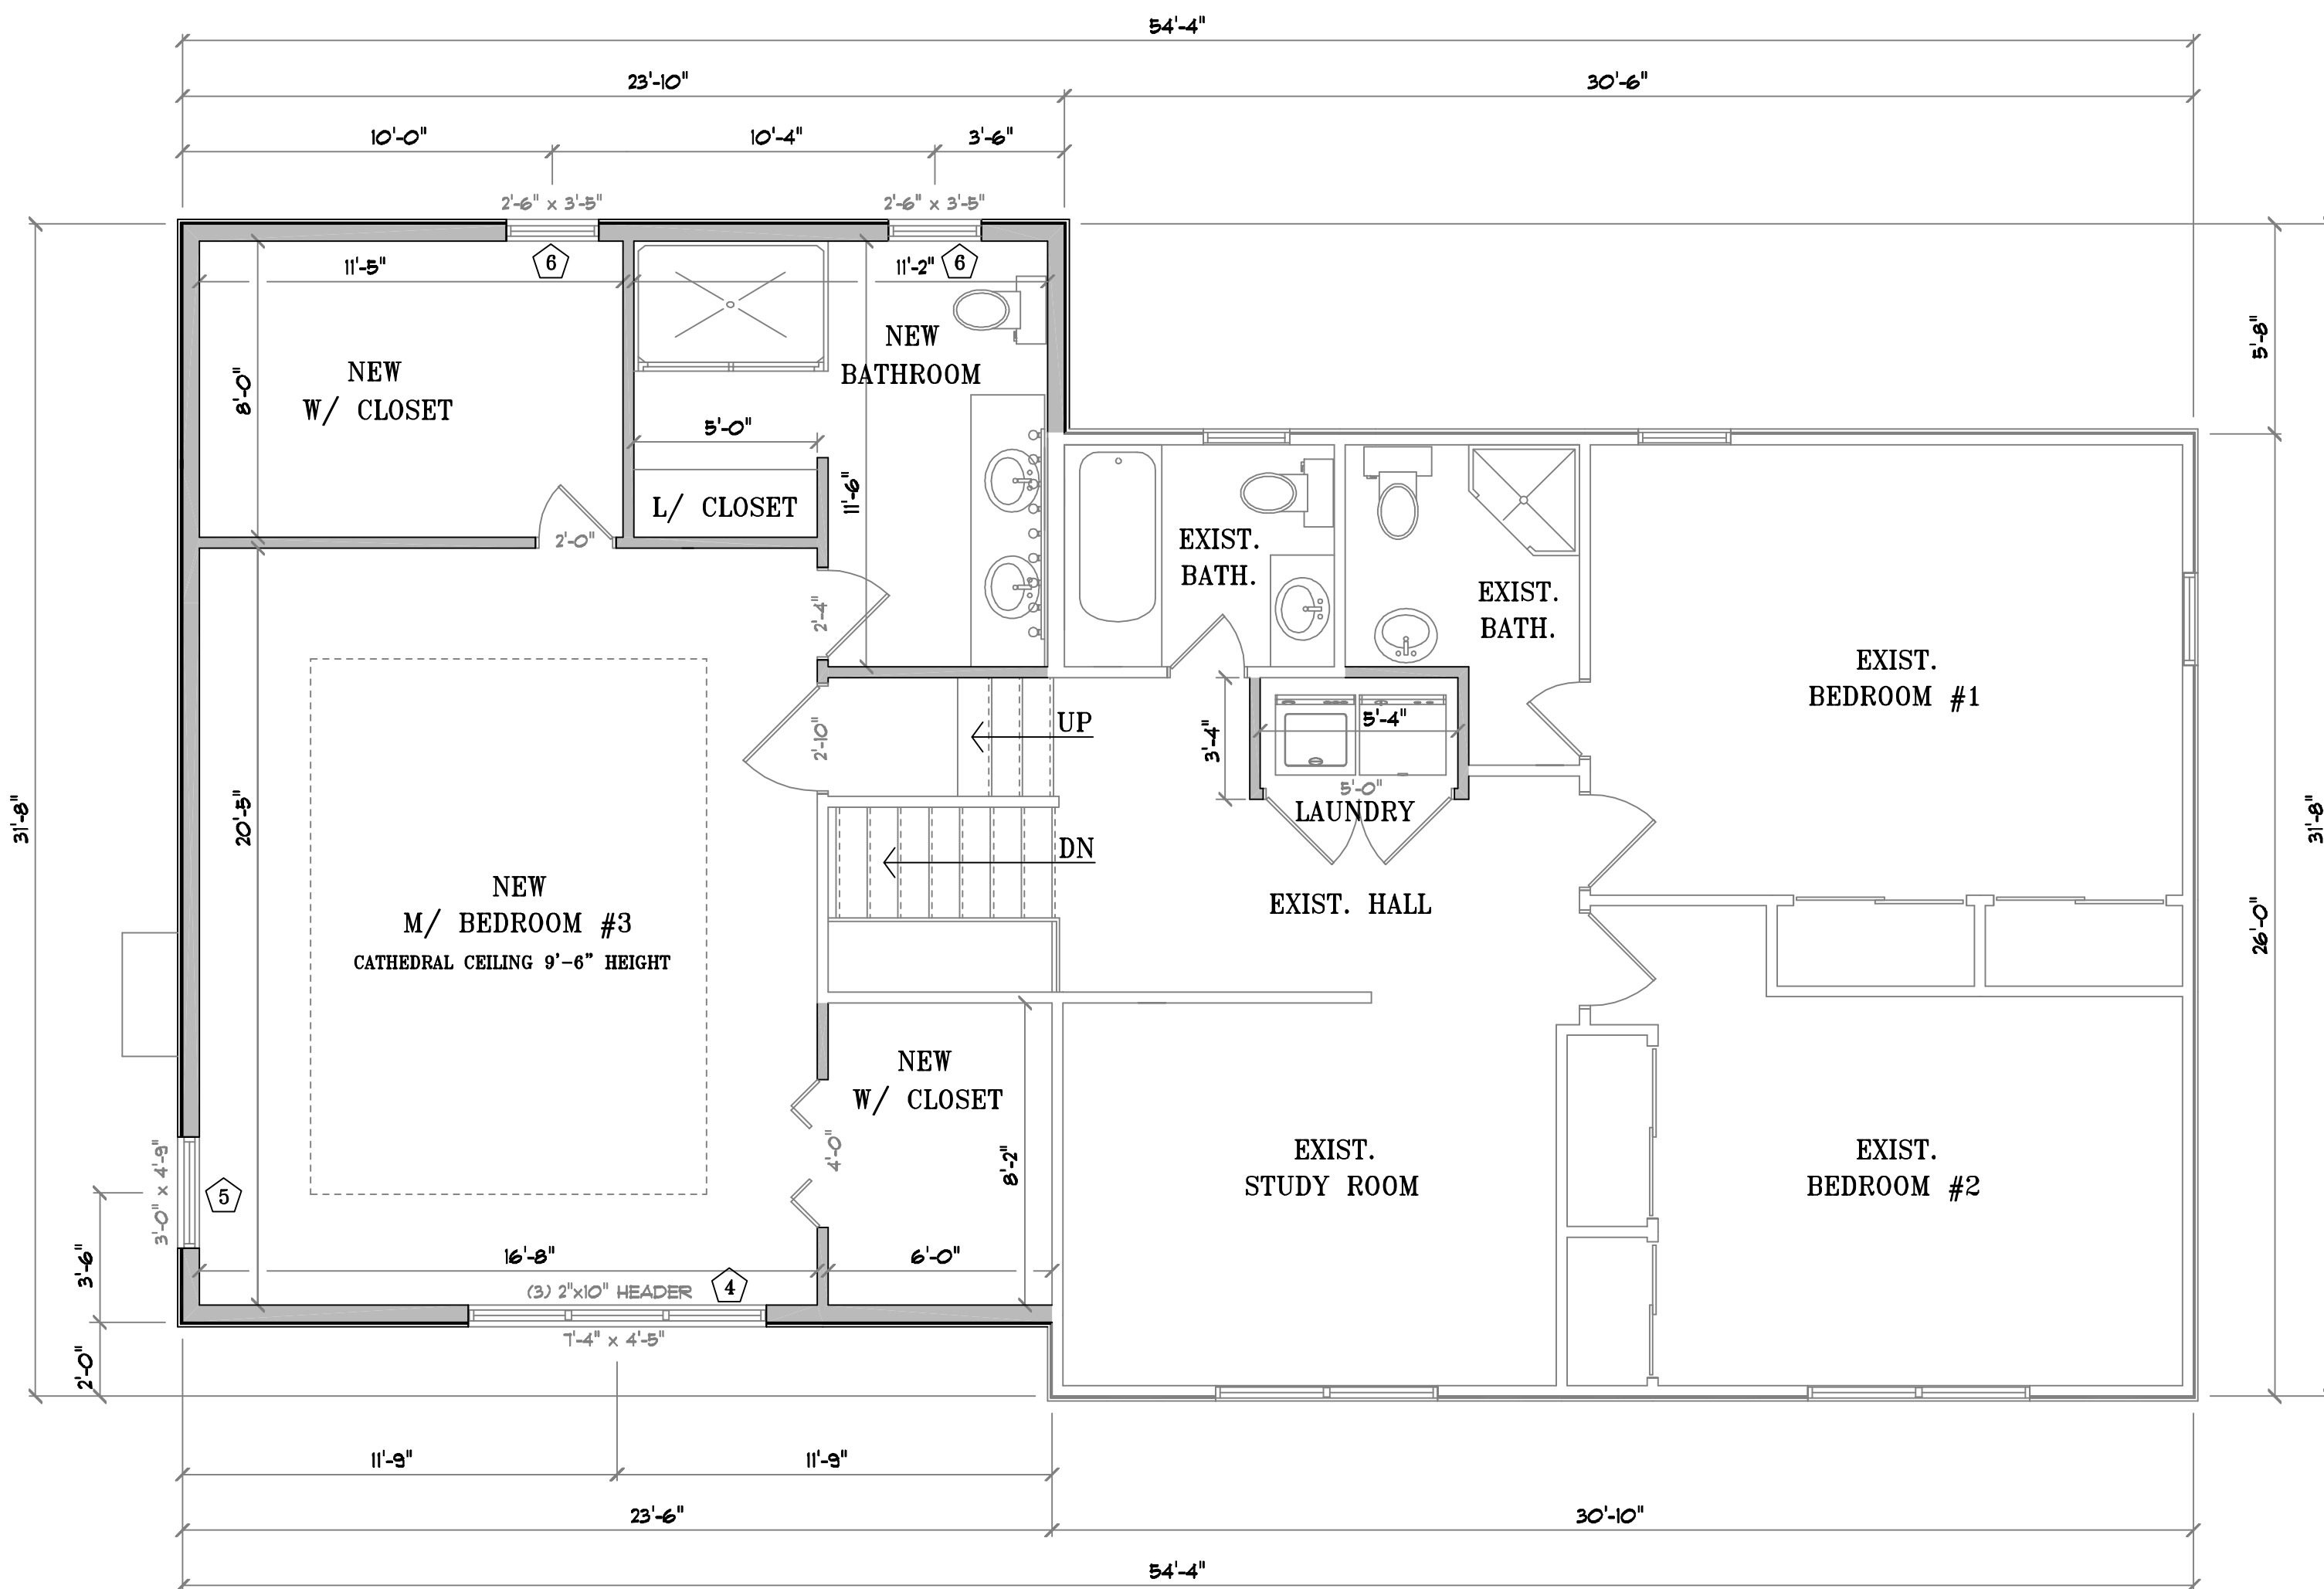 54'-4"
23'-10"
30'-6"
10'-0"
10'-4"
3'-6"
2'-6" x 3'-5"
2'-6" x 3'-5"
6
6
11'-5"
11'-2"
NEW
W/ CLOSET
8'-0"
NEW
BATHROOM
5'-0"
L/ CLOSET
11'-6"
2'-0"
2'-4"
5'-8"
EXIST.
BATH.
EXIST.
BATH.
EXIST.
BEDROOM #1
UP
2'-10"
3'-4"
5'-4"
5'-0"
LAUNDRY
DN
31'-8"
20'-5"
31'-8"
NEW
M/ BEDROOM #3
CATHEDRAL CEILING 9'-6" HEIGHT
EXIST. HALL
26'-0"
NEW
W/ CLOSET
4'-0"
8'-2"
EXIST.
STUDY ROOM
EXIST.
BEDROOM #2
3'-0" x 4'-9"
5
3'-6"
16'-8"
6'-0"
(3) 2"x10" HEADER
4
7'-4" x 4'-5"
2'-0"
11'-9"
11'-9"
23'-6"
30'-10"
54'-4"